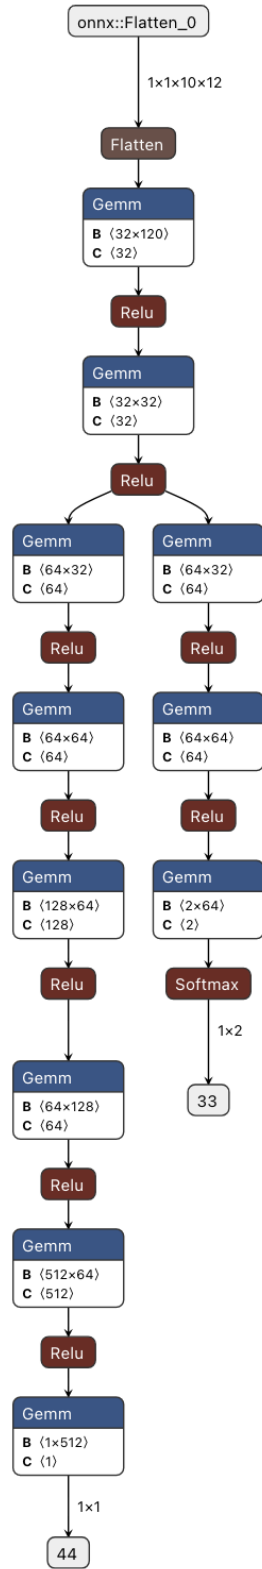 onnx::Flatten_0
1×1×10×12
Flatten
Gemm
B ⟨32×120⟩
C ⟨32⟩
Relu
Gemm
B ⟨32×32⟩
C ⟨32⟩
Relu
Gemm
B ⟨64×32⟩
C ⟨64⟩
Relu
Gemm
B ⟨64×64⟩
C ⟨64⟩
Relu
Gemm
B ⟨128×64⟩
C ⟨128⟩
Relu
Gemm
B ⟨64×128⟩
C ⟨64⟩
Relu
Gemm
B ⟨512×64⟩
C ⟨512⟩
Relu
Gemm
B ⟨1×512⟩
C ⟨1⟩
1×1
44
Gemm
B ⟨64×32⟩
C ⟨64⟩
Relu
Gemm
B ⟨64×64⟩
C ⟨64⟩
Relu
Gemm
B ⟨2×64⟩
C ⟨2⟩
Softmax
1×2
33